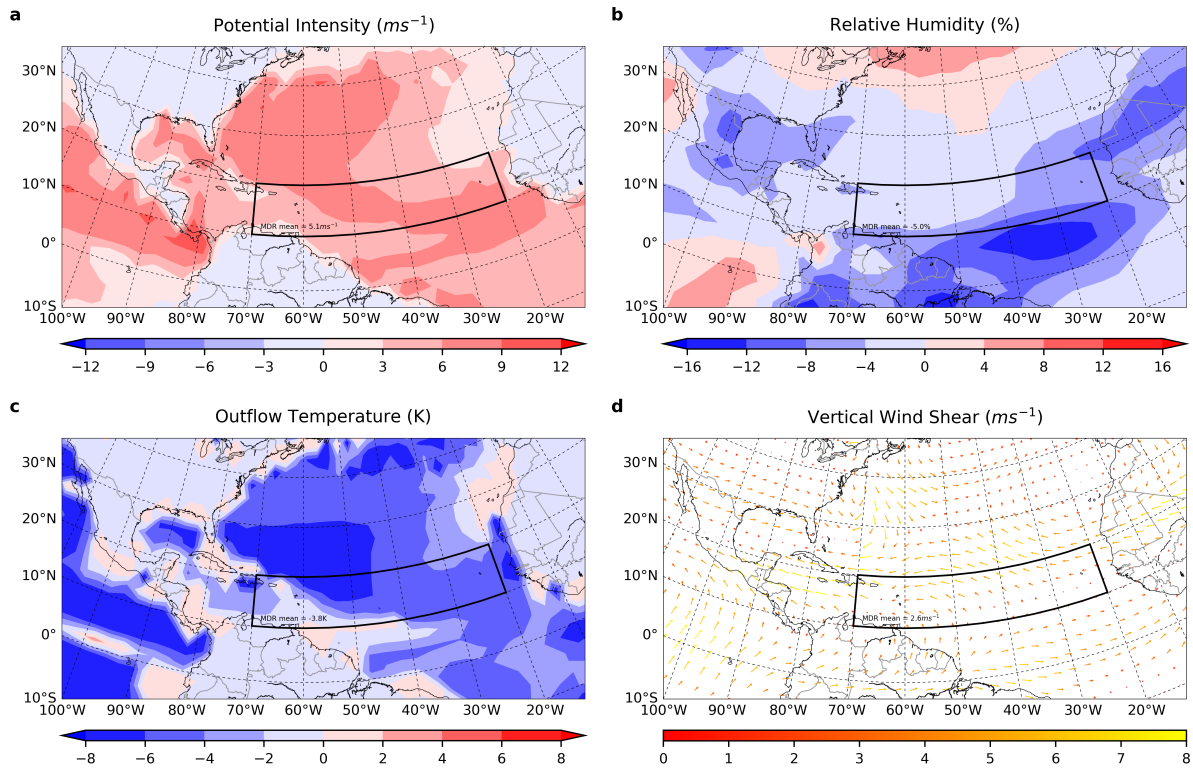 a
Potential Intensity (ms⁻¹)
30°N
20°N
10°N
0°
10°S
MDR mean = 5.1ms⁻¹
100°W 90°W 80°W 70°W 60°W 50°W 40°W 30°W 20°W
−12 −9 −6 −3 0 3 6 9 12
b
Relative Humidity (%)
30°N
20°N
10°N
0°
10°S
MDR mean = -5.0%
100°W 90°W 80°W 70°W 60°W 50°W 40°W 30°W 20°W
−16 −12 −8 −4 0 4 8 12 16
c
Outflow Temperature (K)
30°N
20°N
10°N
0°
10°S
MDR mean = -3.8K
100°W 90°W 80°W 70°W 60°W 50°W 40°W 30°W 20°W
−8 −6 −4 −2 0 2 4 6 8
d
Vertical Wind Shear (ms⁻¹)
30°N
20°N
10°N
0°
10°S
MDR mean = 2.6ms⁻¹
100°W 90°W 80°W 70°W 60°W 50°W 40°W 30°W 20°W
0 1 2 3 4 5 6 7 8